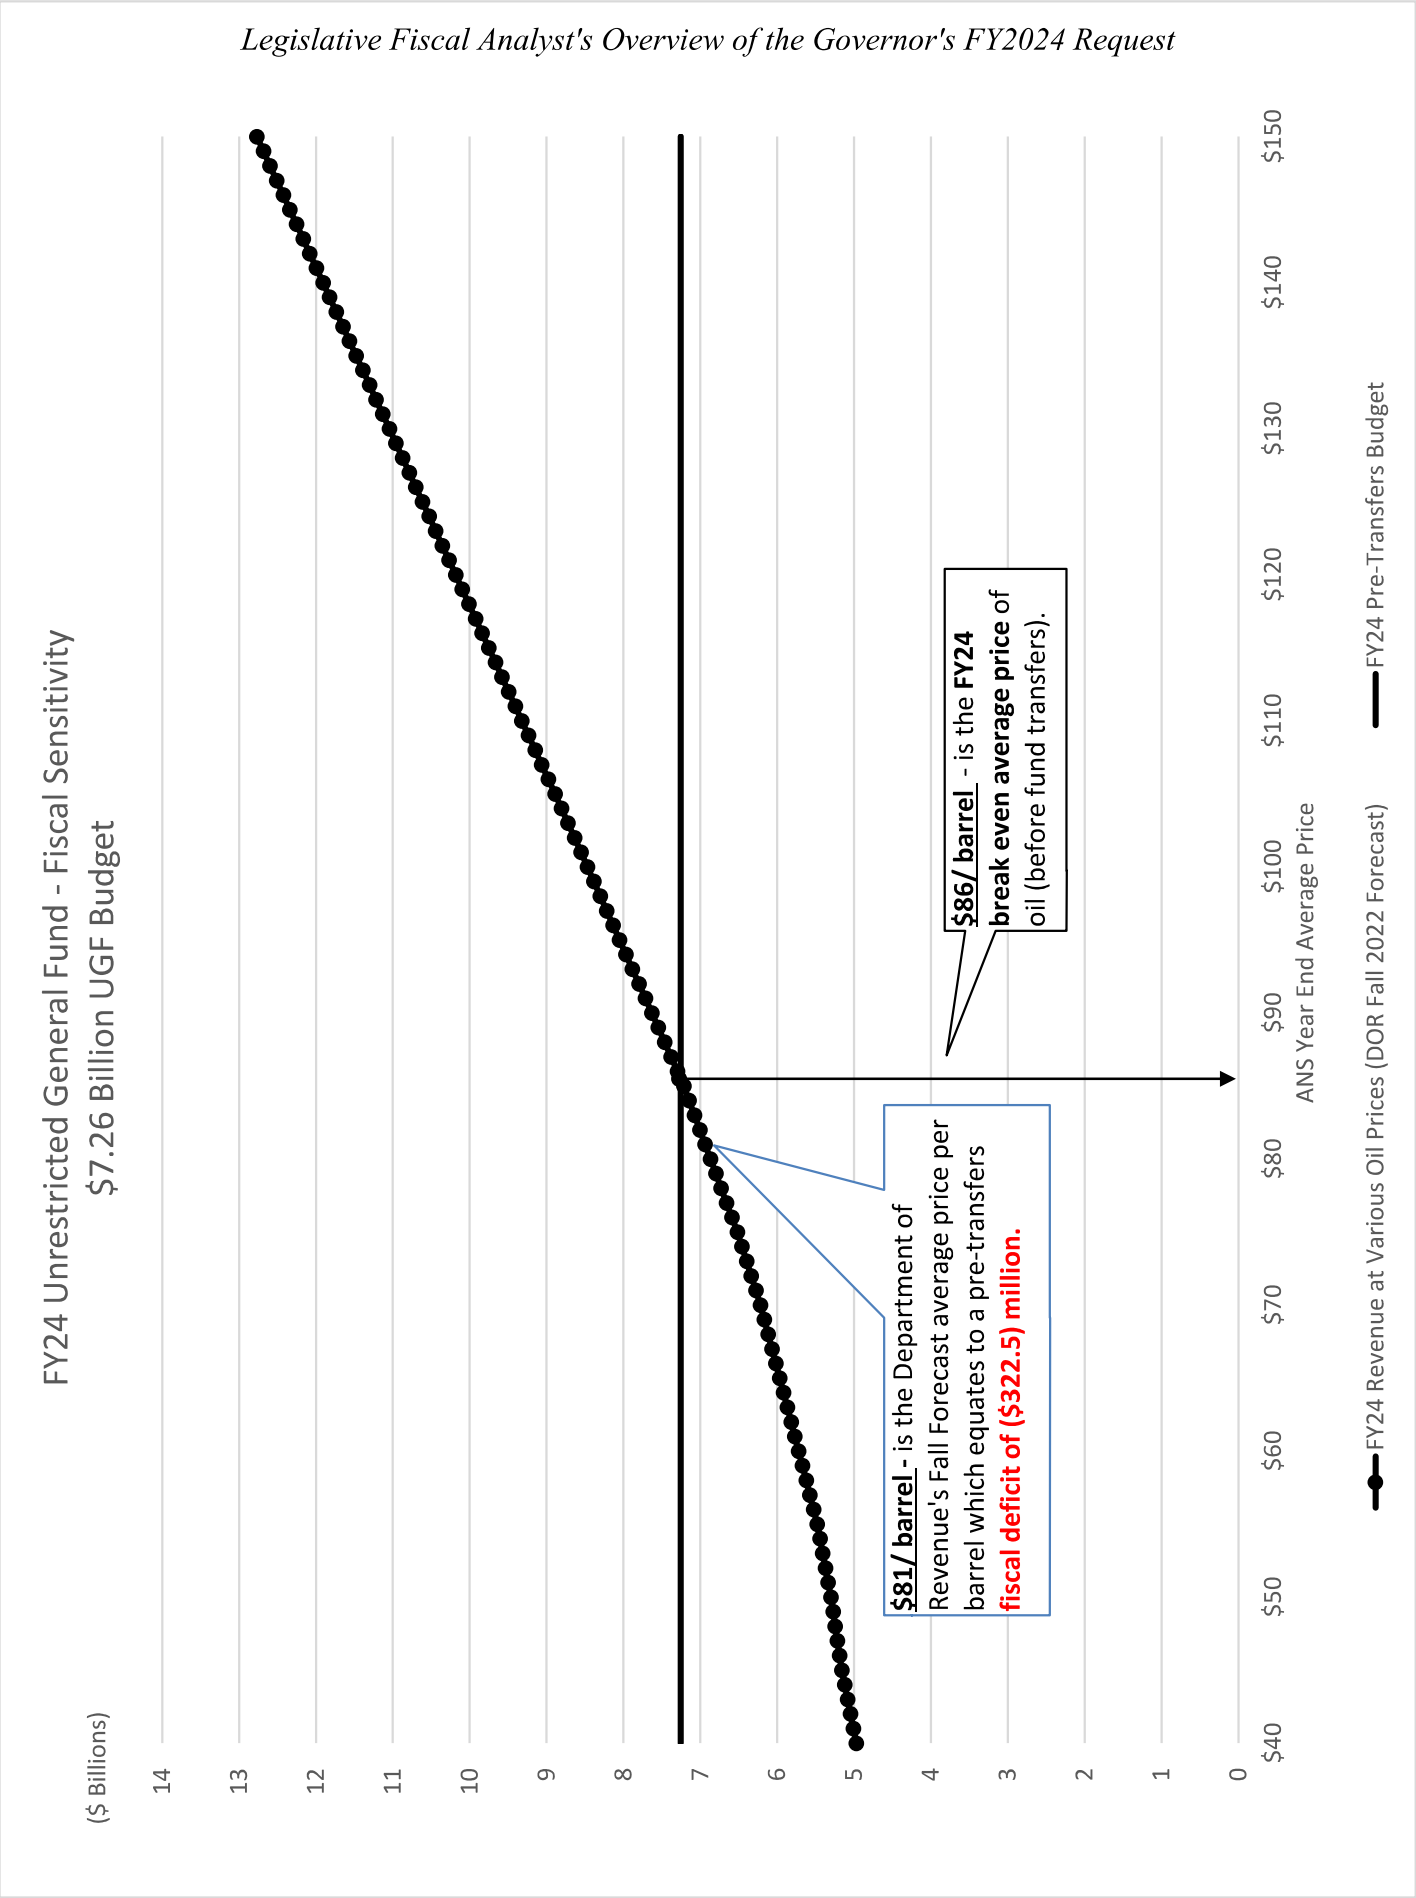 Legislative Fiscal Analyst's Overview of the Governor's FY2024 Request
FY24 Unrestricted General Fund - Fiscal Sensitivity
$7.26 Billion UGF Budget
($ Billions)
14
13
12
11
10
9
8
7
6
5
4
3
2
1
0
$81/ barrel - is the Department of
Revenue's Fall Forecast average price per
barrel which equates to a pre-transfers
fiscal deficit of ($322.5) million.
$86/ barrel - is the FY24
break even average price of
oil (before fund transfers).
$40
$50
$60
$70
$80
$90
$100
$110
$120
$130
$140
$150
ANS Year End Average Price
FY24 Revenue at Various Oil Prices (DOR Fall 2022 Forecast)
FY24 Pre-Transfers Budget